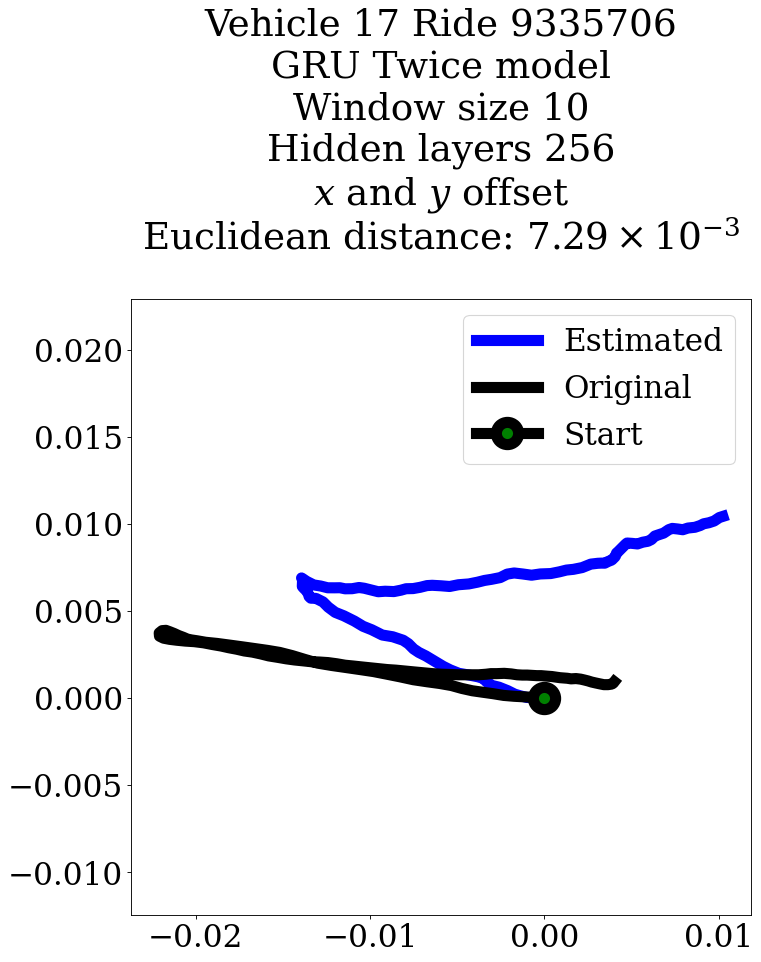 Vehicle 17 Ride 9335706
GRU Twice model
Window size 10
Hidden layers 256
x and y offset
Euclidean distance: 7.29 × 10⁻³
Estimated
Original
Start
0.020
0.015
0.010
0.005
0.000
−0.005
−0.010
−0.02
−0.01
0.00
0.01